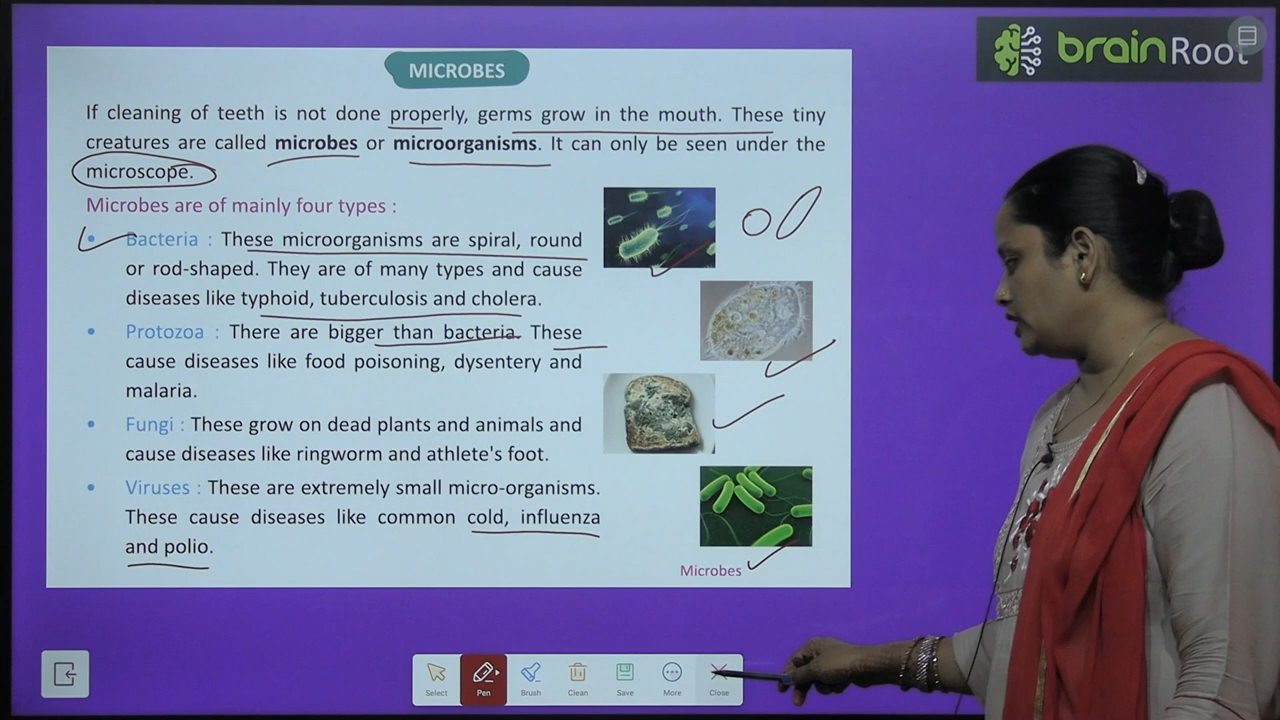 brainRoot
MICROBES
If cleaning of teeth is not done properly, germs grow in the mouth. These tiny
creatures are called microbes or microorganisms. It can only be seen under the
microscope.
Microbes are of mainly four types :
• Bacteria : These microorganisms are spiral, round
or rod-shaped. They are of many types and cause
diseases like typhoid, tuberculosis and cholera.
• Protozoa : There are bigger than bacteria. These
cause diseases like food poisoning, dysentery and
malaria.
• Fungi : These grow on dead plants and animals and
cause diseases like ringworm and athlete's foot.
• Viruses : These are extremely small micro-organisms.
These cause diseases like common cold, influenza
and polio.
Microbes
Select Pen Brush Clean Save More Close